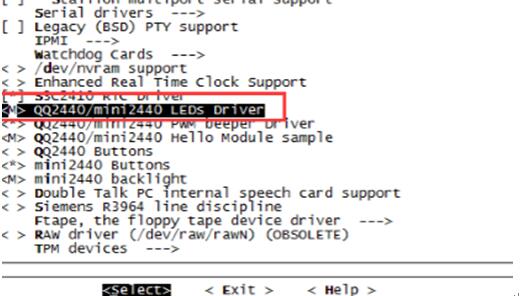 [ ] Stallion multiport serial support
Serial drivers --->
[ ] Legacy (BSD) PTY support
IPMI --->
Watchdog Cards --->
< > /dev/nvram support
< > Enhanced Real Time Clock Support
[*] S3C2410 RTC Driver
<M> QQ2440/mini2440 LEDs Driver
<*> QQ2440/mini2440 PWM beeper Driver
<M> QQ2440/mini2440 Hello Module sample
< > QQ2440 Buttons
<*> mini2440 Buttons
<M> mini2440 backlight
< > Double Talk PC internal speech card support
< > Siemens R3964 line discipline
Ftape, the floppy tape device driver --->
< > RAW driver (/dev/raw/rawN) (OBSOLETE)
TPM devices --->
<Select> < Exit > < Help >